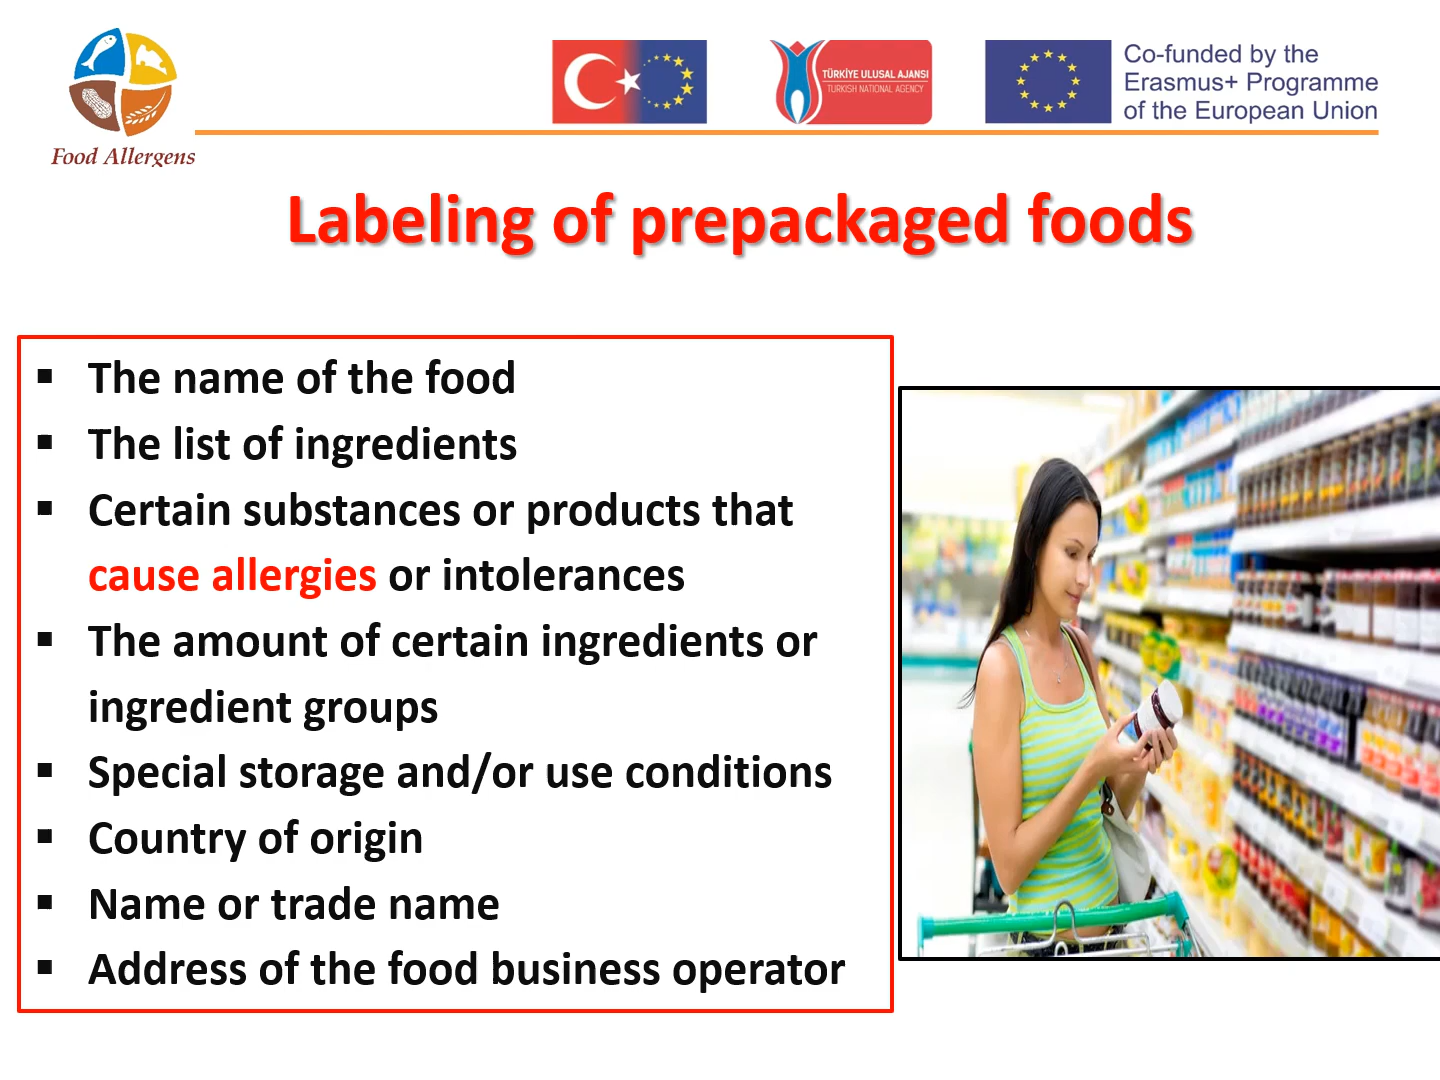 Food Allergens
TÜRKİYE ULUSAL AJANSI
TURKISH NATIONAL AGENCY
Co-funded by the
Erasmus+ Programme
of the European Union
Labeling of prepackaged foods
▪ The name of the food
▪ The list of ingredients
▪ Certain substances or products that
cause allergies or intolerances
▪ The amount of certain ingredients or
ingredient groups
▪ Special storage and/or use conditions
▪ Country of origin
▪ Name or trade name
▪ Address of the food business operator